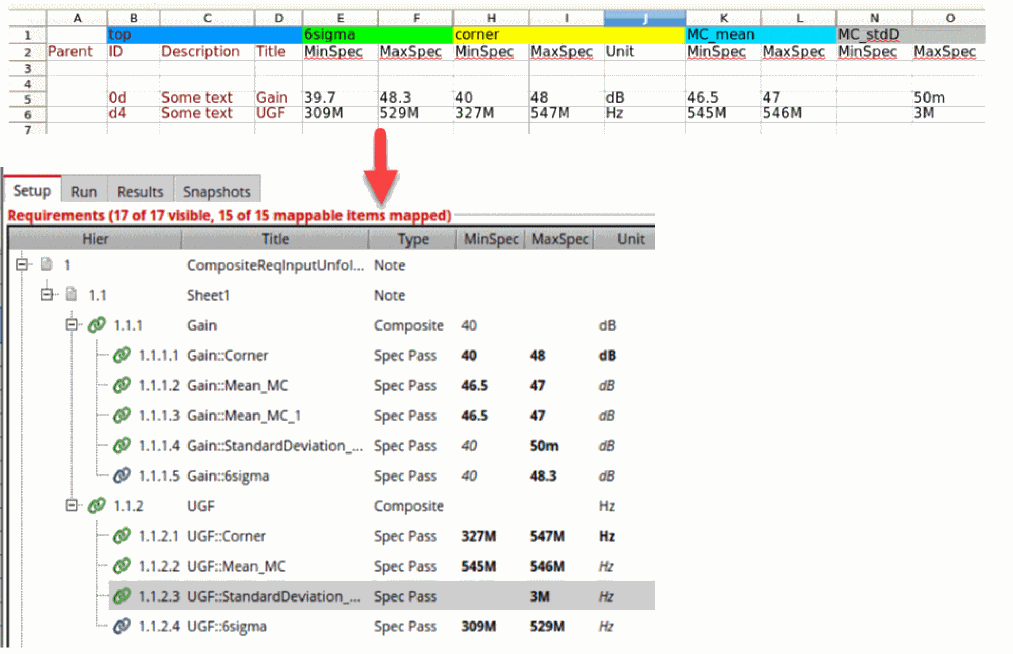 A B C D E F H I J K L N O
1 top 6sigma corner MC_mean MC_stdD
2 Parent ID Description Title MinSpec MaxSpec MinSpec MaxSpec Unit MinSpec MaxSpec MinSpec MaxSpec
3
4
5 0d Some text Gain 39.7 48.3 40 48 dB 46.5 47 50m
6 d4 Some text UGF 309M 529M 327M 547M Hz 545M 546M 3M
7
Setup Run Results Snapshots
Requirements (17 of 17 visible, 15 of 15 mappable items mapped)
Hier Title Type MinSpec MaxSpec Unit
1 CompositeReqInputUnfol... Note
1.1 Sheet1 Note
1.1.1 Gain Composite 40 dB
1.1.1.1 Gain::Corner Spec Pass 40 48 dB
1.1.1.2 Gain::Mean_MC Spec Pass 46.5 47 dB
1.1.1.3 Gain::Mean_MC_1 Spec Pass 46.5 47 dB
1.1.1.4 Gain::StandardDeviation_... Spec Pass 40 50m dB
1.1.1.5 Gain::6sigma Spec Pass 40 48.3 dB
1.1.2 UGF Composite Hz
1.1.2.1 UGF::Corner Spec Pass 327M 547M Hz
1.1.2.2 UGF::Mean_MC Spec Pass 545M 546M Hz
1.1.2.3 UGF::StandardDeviation_... Spec Pass 3M Hz
1.1.2.4 UGF::6sigma Spec Pass 309M 529M Hz